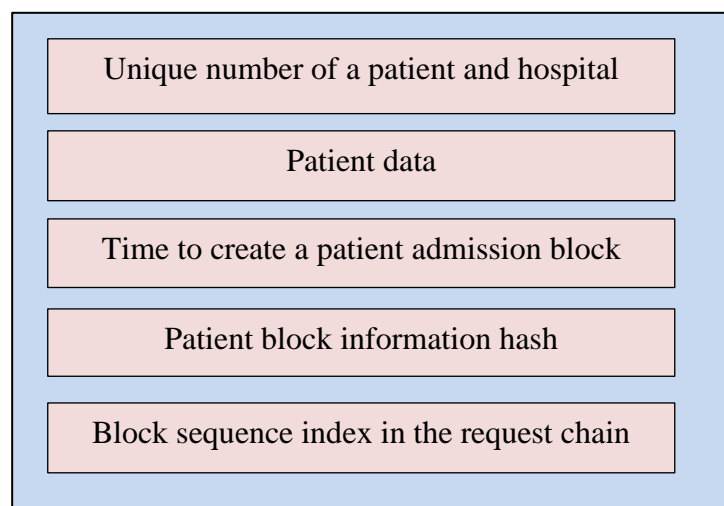 Unique number of a patient and hospital
Patient data
Time to create a patient admission block
Patient block information hash
Block sequence index in the request chain